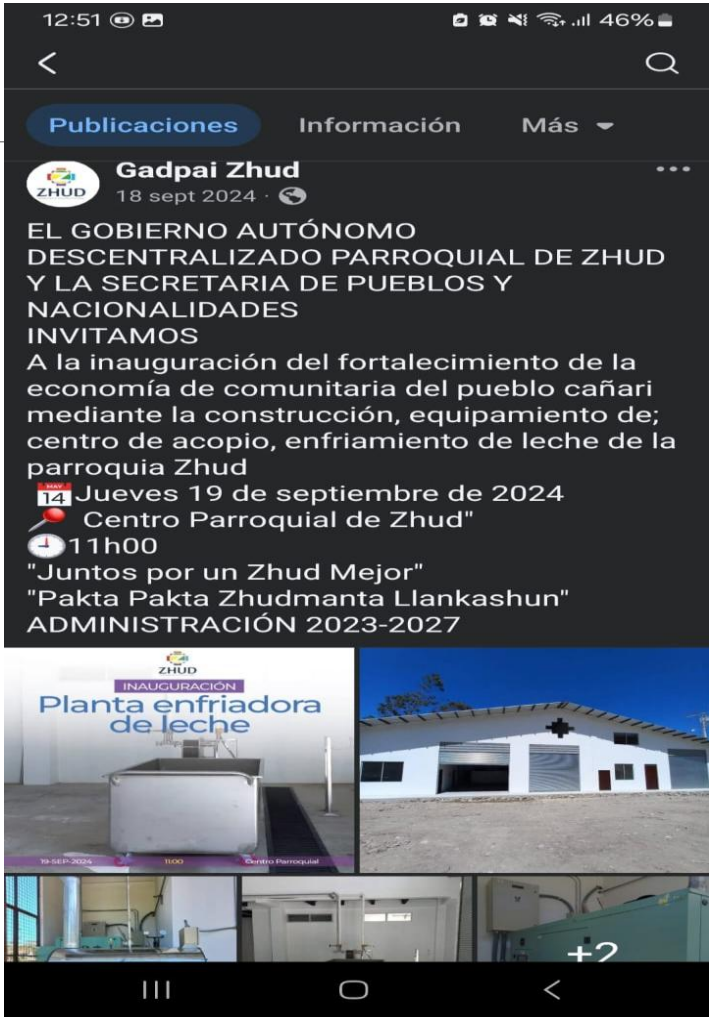 12:51
46%
Publicaciones
Información
Más
ZHUD
Gadpai Zhud
18 sept 2024 ·
EL GOBIERNO AUTÓNOMO
DESCENTRALIZADO PARROQUIAL DE ZHUD
Y LA SECRETARIA DE PUEBLOS Y
NACIONALIDADES
INVITAMOS
A la inauguración del fortalecimiento de la
economía de comunitaria del pueblo cañari
mediante la construcción, equipamiento de;
centro de acopio, enfriamiento de leche de la
parroquia Zhud
MAY 14 Jueves 19 de septiembre de 2024
Centro Parroquial de Zhud"
11h00
"Juntos por un Zhud Mejor"
"Pakta Pakta Zhudmanta Llankashun"
ADMINISTRACIÓN 2023-2027
ZHUD
INAUGURACIÓN
Planta enfriadora
de leche
19-SEP-2024
11:00
Centro Parroquial
+2